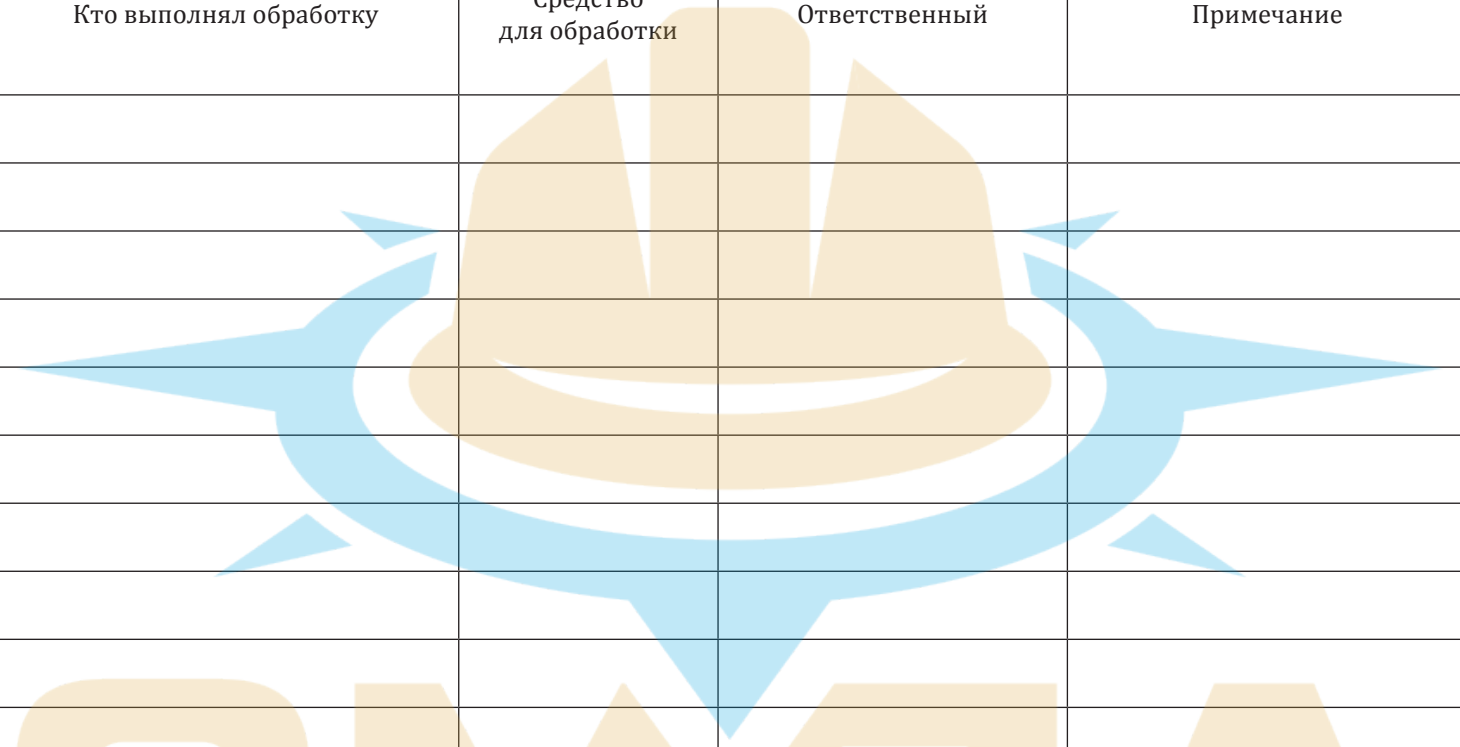 Кто выполнял обработку
Средство
для обработки
Ответственный
Примечание